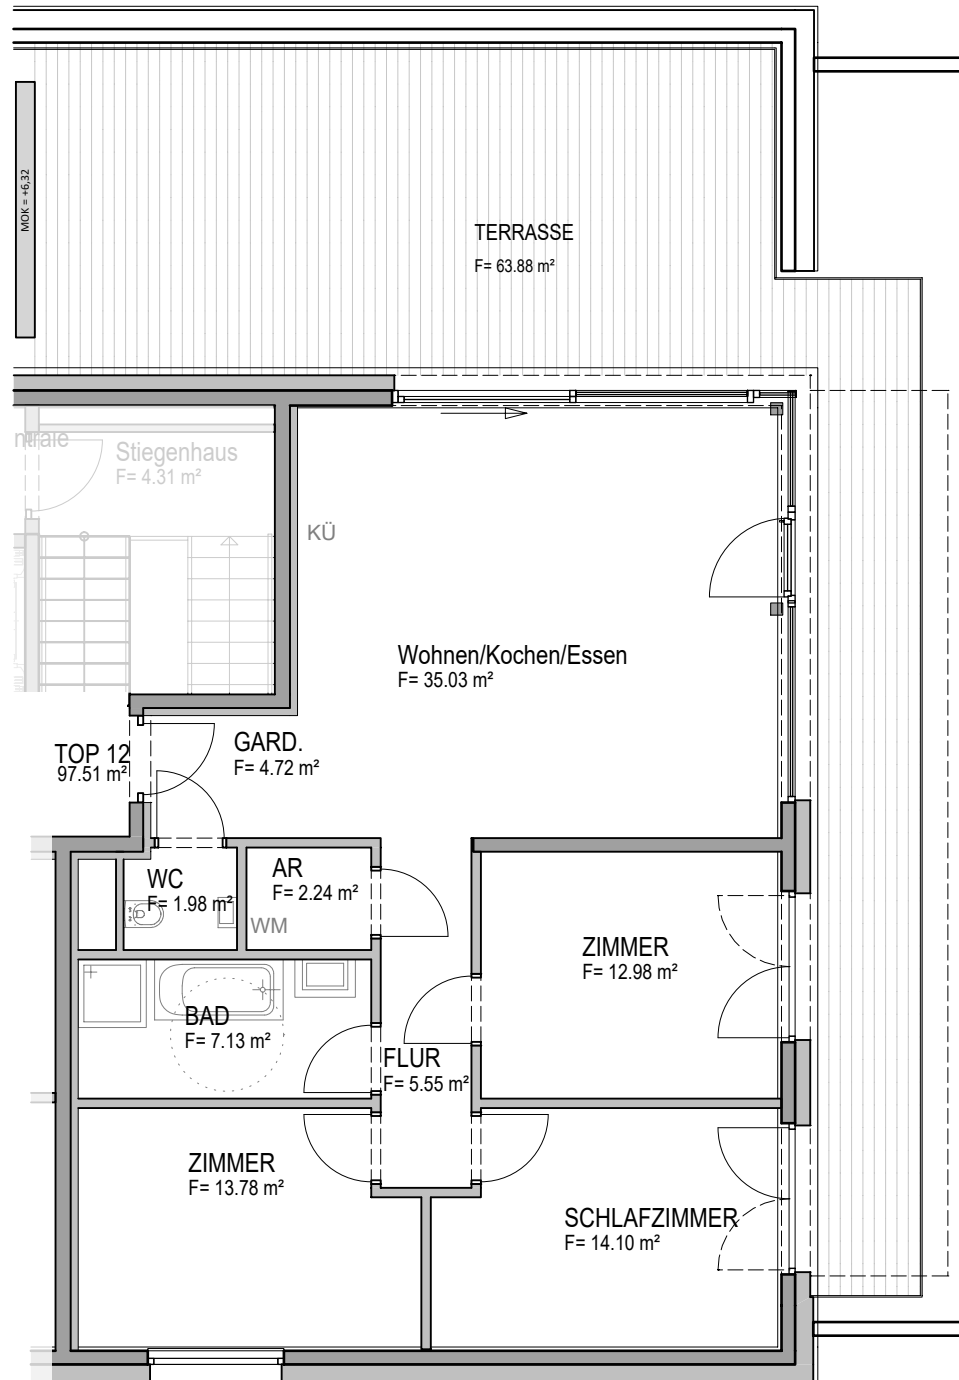 MOK = +6,32
TERRASSE
F= 63.88 m²
ntrale
Stiegenhaus
F= 4.31 m²
KÜ
Wohnen/Kochen/Essen
F= 35.03 m²
TOP 12
97.51 m²
GARD.
F= 4.72 m²
WC
F= 1.98 m²
AR
F= 2.24 m²
WM
ZIMMER
F= 12.98 m²
BAD
F= 7.13 m²
FLUR
F= 5.55 m²
ZIMMER
F= 13.78 m²
SCHLAFZIMMER
F= 14.10 m²